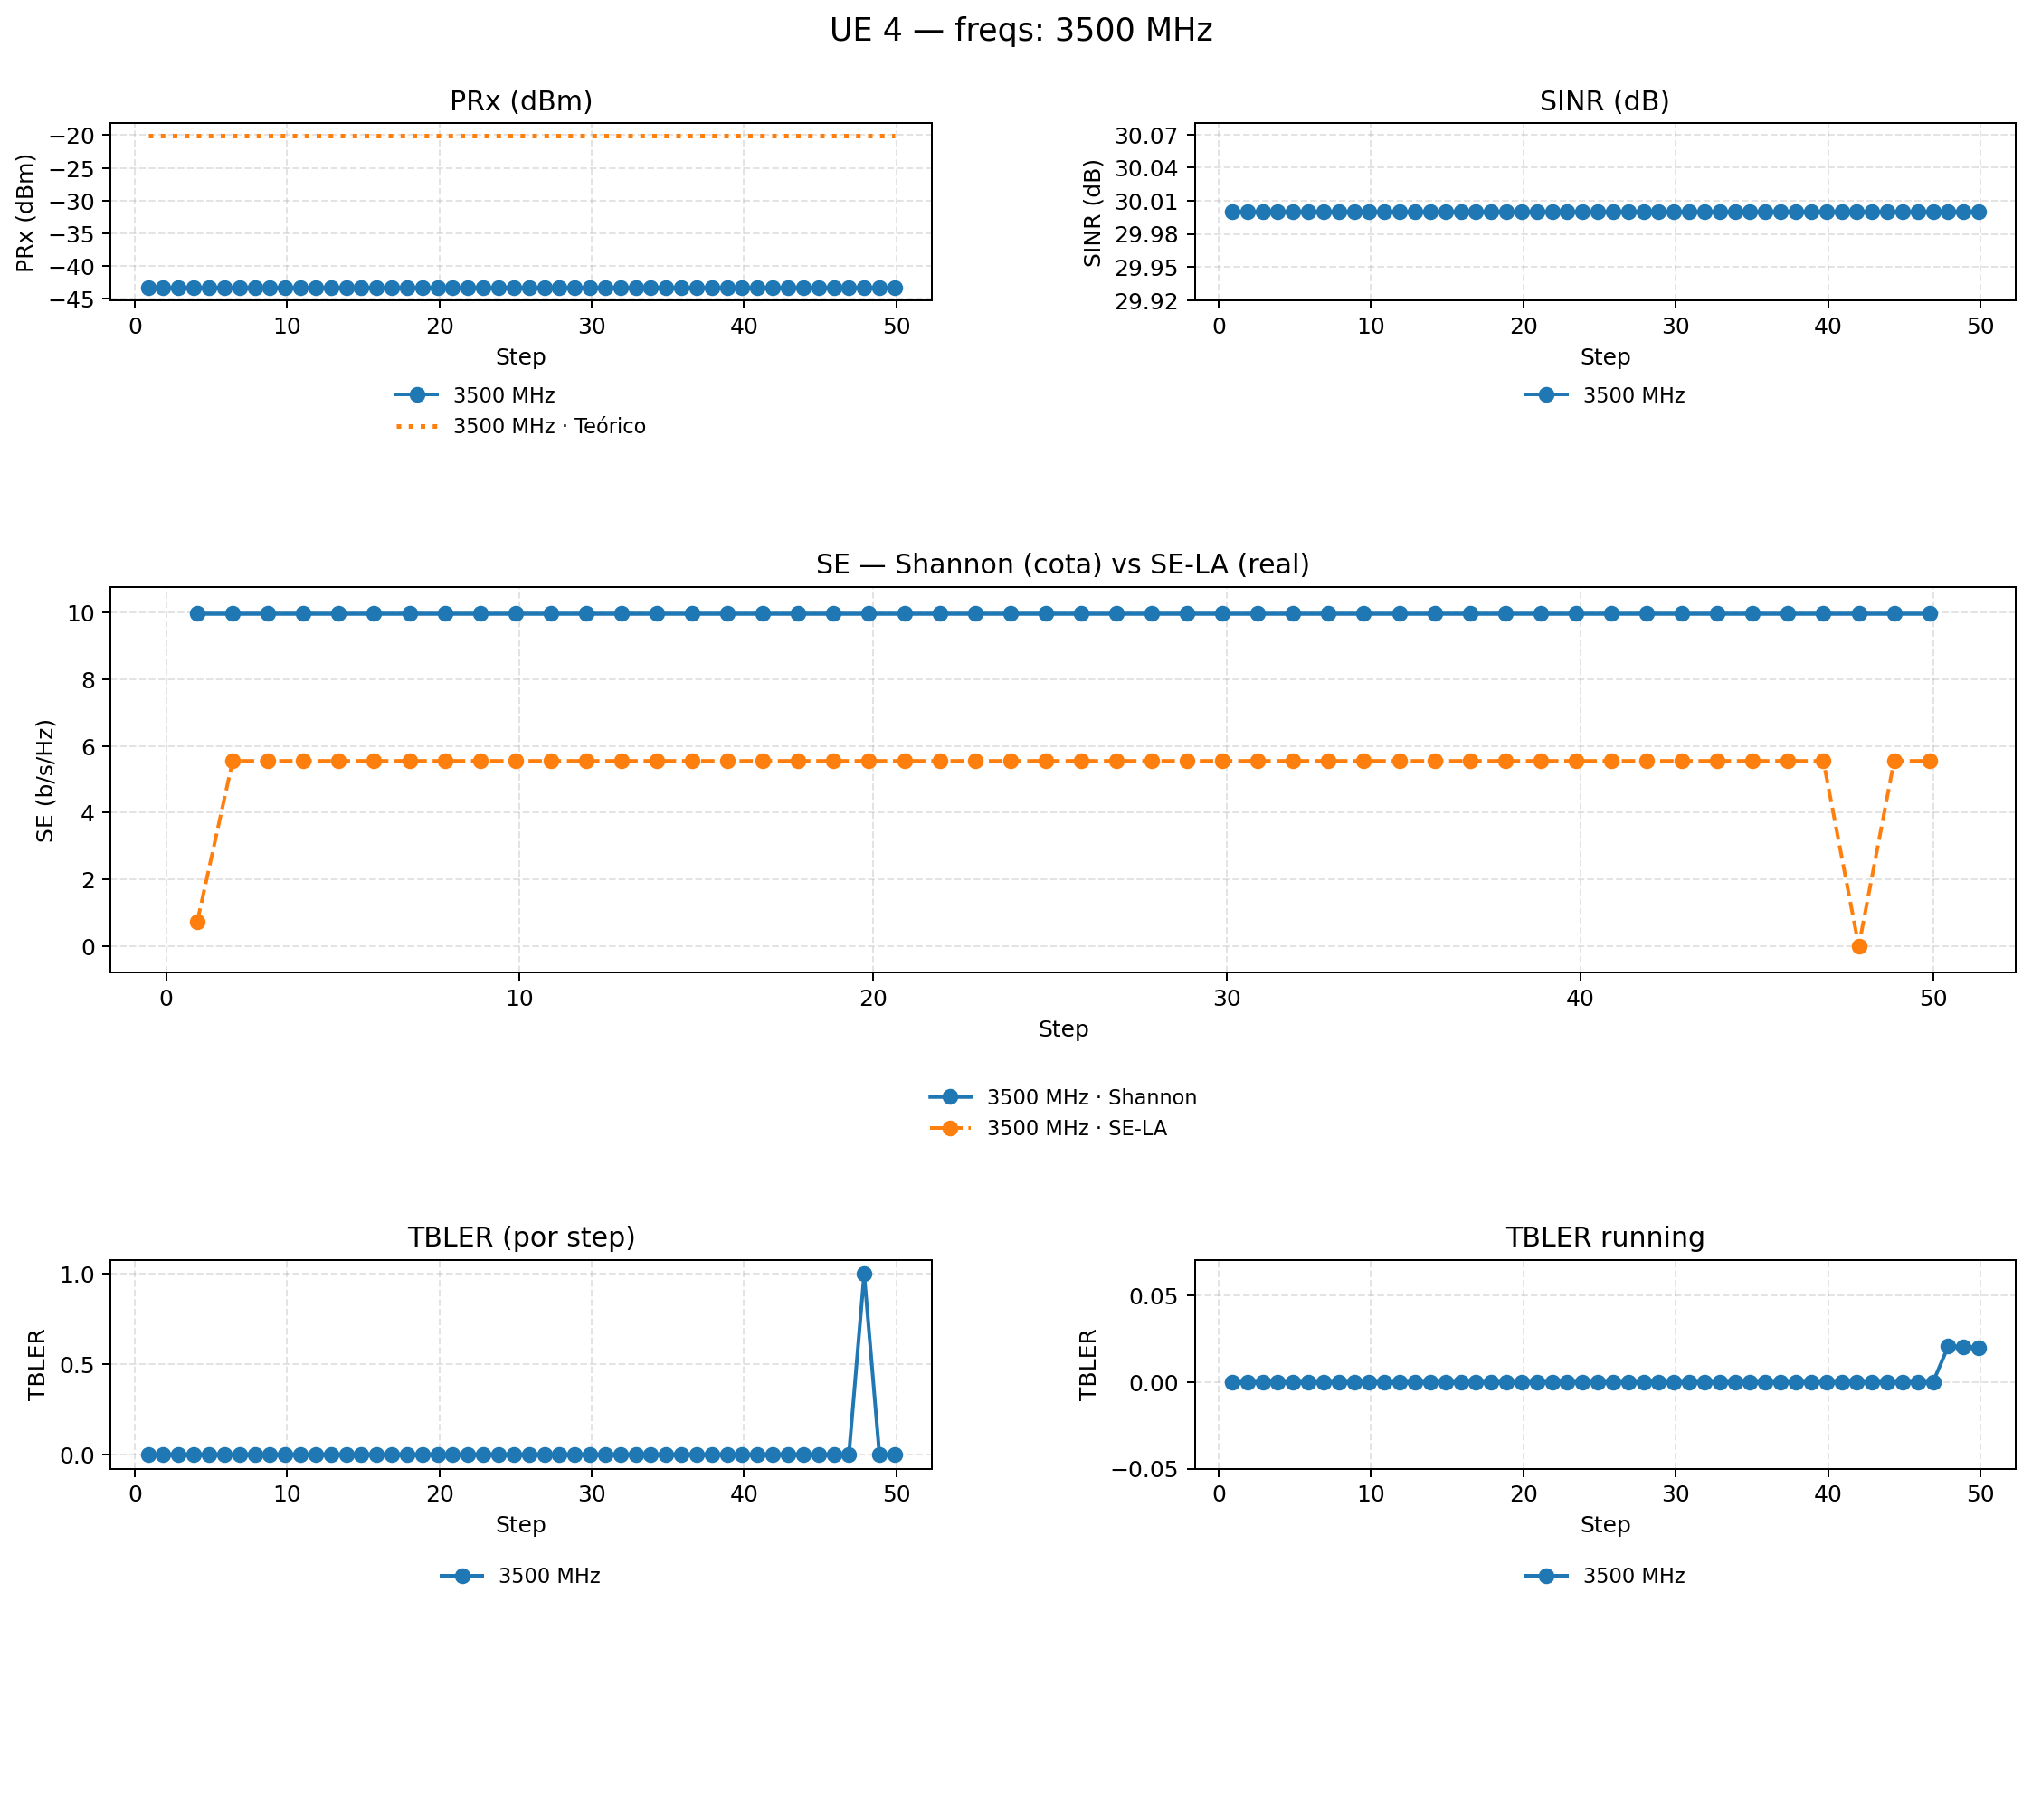 UE 4 — freqs: 3500 MHz
PRx (dBm)
PRx (dBm)
−20
−25
−30
−35
−40
−45
0 10 20 30 40 50
Step
3500 MHz
3500 MHz · Teórico
SINR (dB)
SINR (dB)
30.07
30.04
30.01
29.98
29.95
29.92
0 10 20 30 40 50
Step
3500 MHz
SE — Shannon (cota) vs SE-LA (real)
SE (b/s/Hz)
10
8
6
4
2
0
0 10 20 30 40 50
Step
3500 MHz · Shannon
3500 MHz · SE-LA
TBLER (por step)
TBLER
1.0
0.5
0.0
0 10 20 30 40 50
Step
3500 MHz
TBLER running
TBLER
0.05
0.00
−0.05
0 10 20 30 40 50
Step
3500 MHz